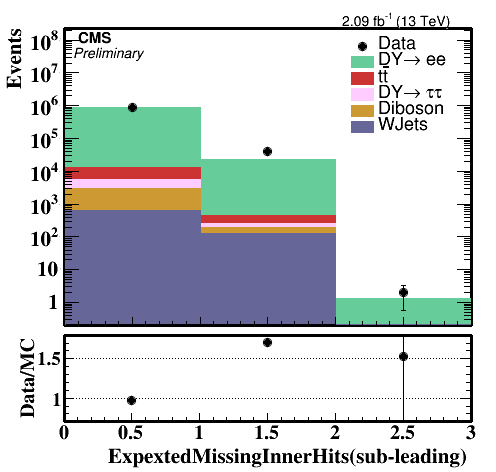 2.09 fb⁻¹ (13 TeV)
CMS
Preliminary
Data
DY→ ee
tt̄
DY→ ττ
Diboson
WJets
Events
10⁸
10⁷
10⁶
10⁵
10⁴
10³
10²
10
1
Data/MC
1.5
1
0 0.5 1 1.5 2 2.5 3
ExpextedMissingInnerHits(sub-leading)